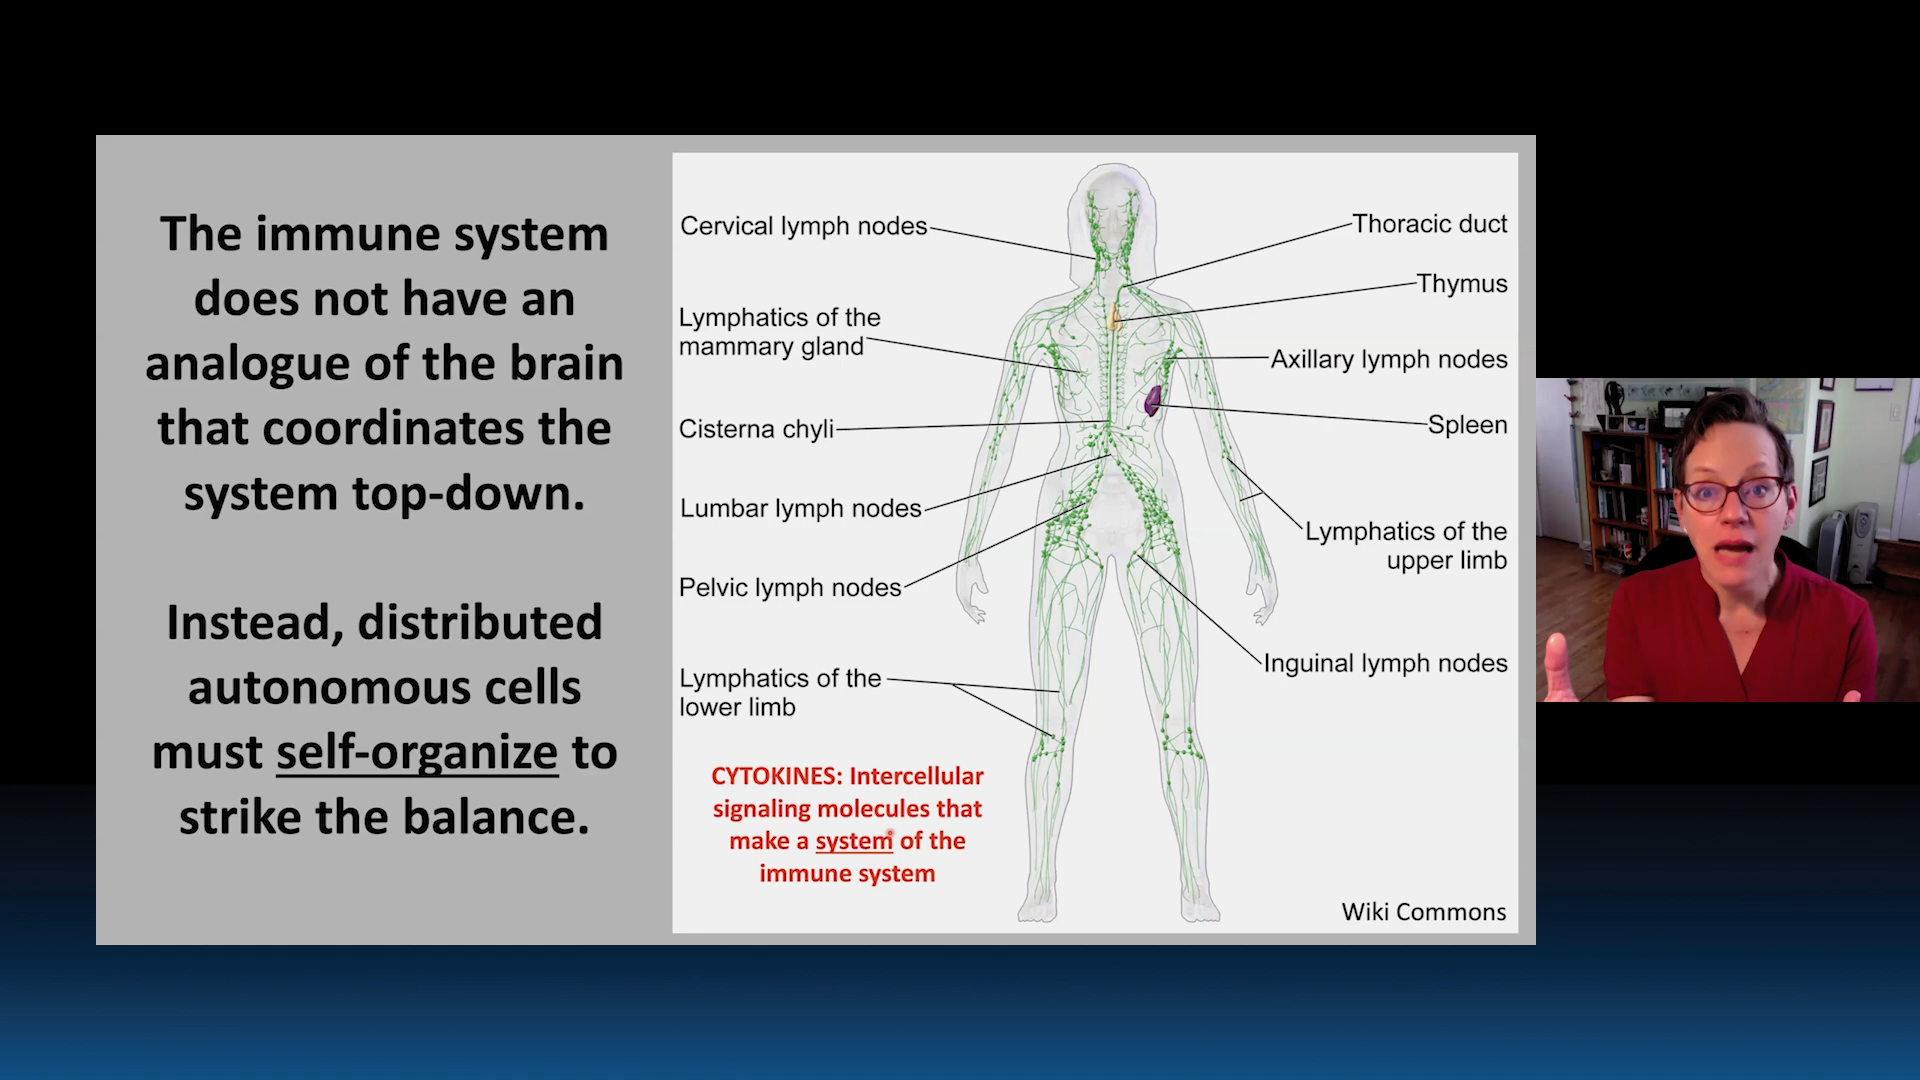 The immune system
does not have an
analogue of the brain
that coordinates the
system top-down.
Instead, distributed
autonomous cells
must self-organize to
strike the balance.
Cervical lymph nodes
Lymphatics of the
mammary gland
Cisterna chyli
Lumbar lymph nodes
Pelvic lymph nodes
Lymphatics of the
lower limb
Thoracic duct
Thymus
Axillary lymph nodes
Spleen
Lymphatics of the
upper limb
Inguinal lymph nodes
CYTOKINES: Intercellular
signaling molecules that
make a system of the
immune system
Wiki Commons